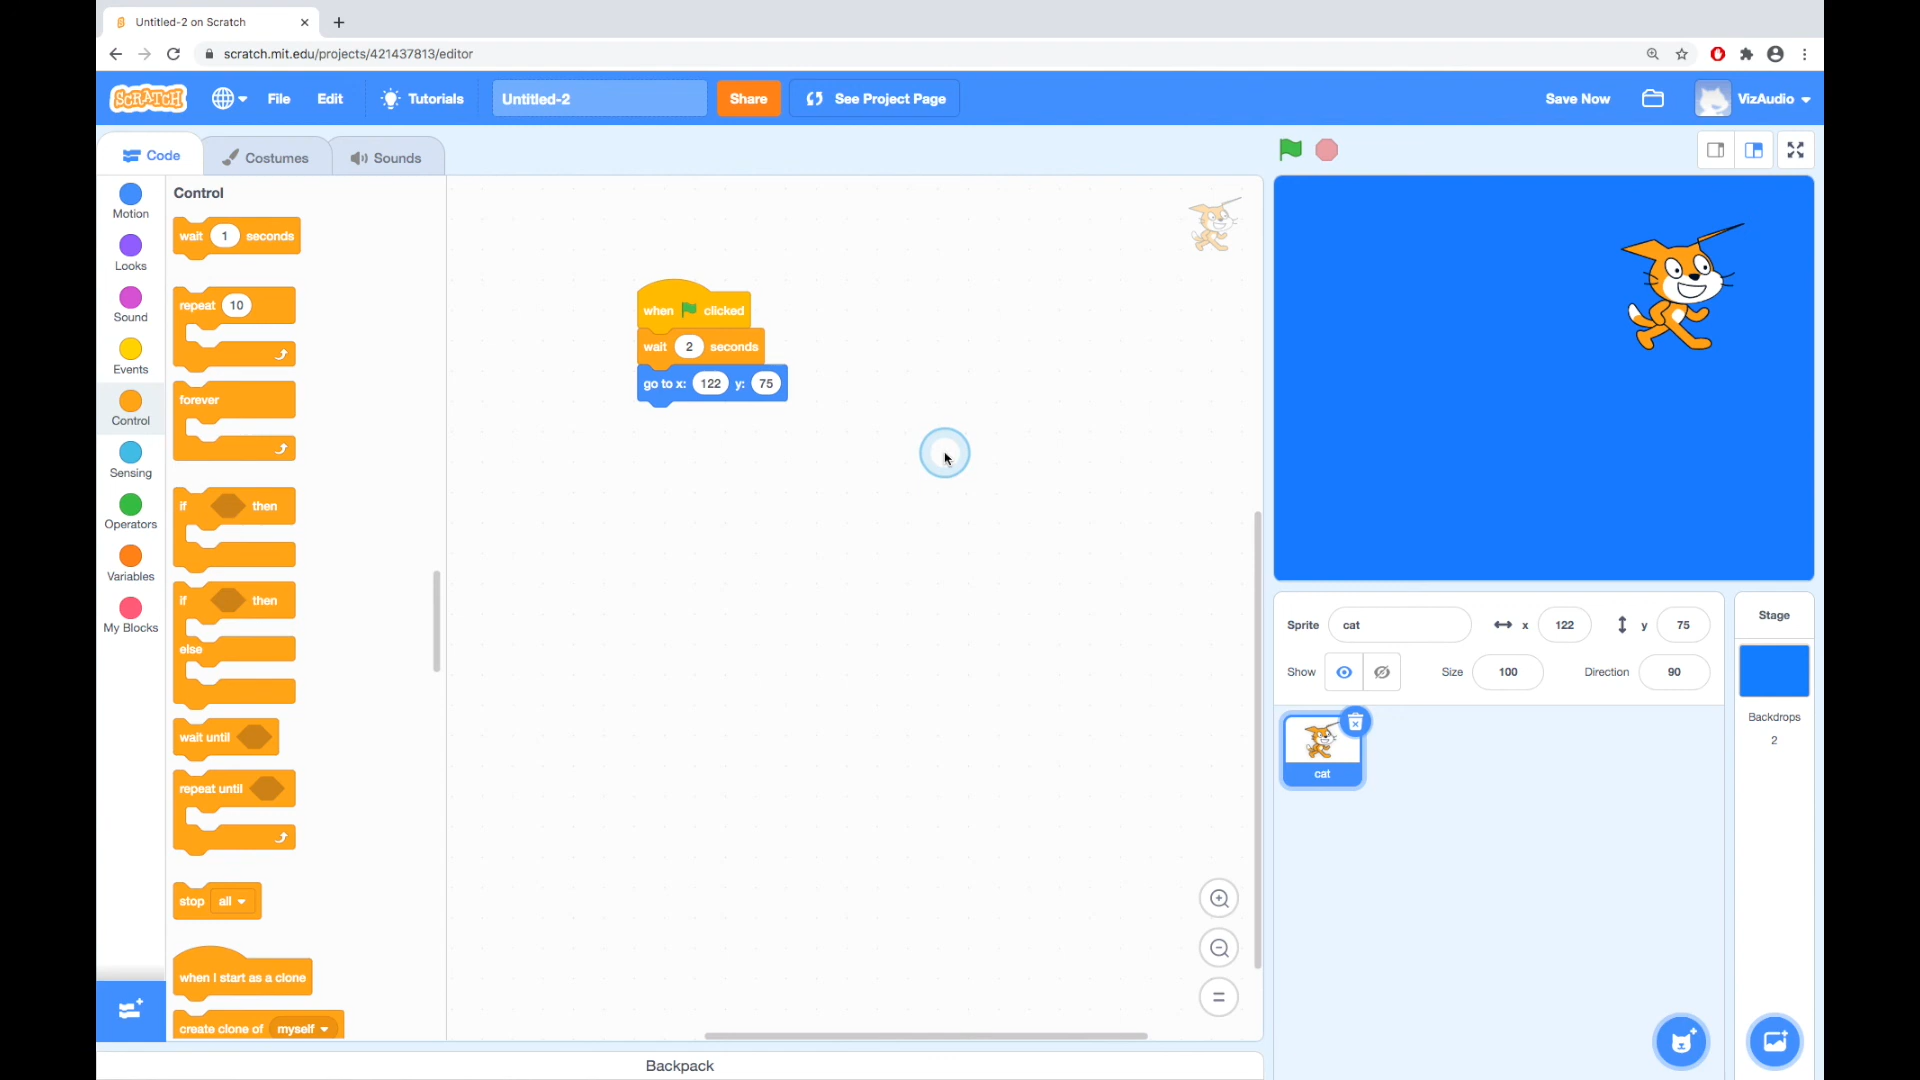 Untitled-2 on Scratch
scratch.mit.edu/projects/421437813/editor
SCRATCH
File
Edit
Tutorials
Untitled-2
Share
See Project Page
Save Now
VizAudio
Code
Costumes
Sounds
Motion
Looks
Sound
Events
Control
Sensing
Operators
Variables
My Blocks
Control
wait 1 seconds
repeat 10
forever
if then
if then
else
wait until
repeat until
stop all
when I start as a clone
create clone of myself
when clicked
wait 2 seconds
go to x: 122 y: 75
Sprite cat x 122 y 75
Show Size 100 Direction 90
cat
Stage
Backdrops
2
Backpack